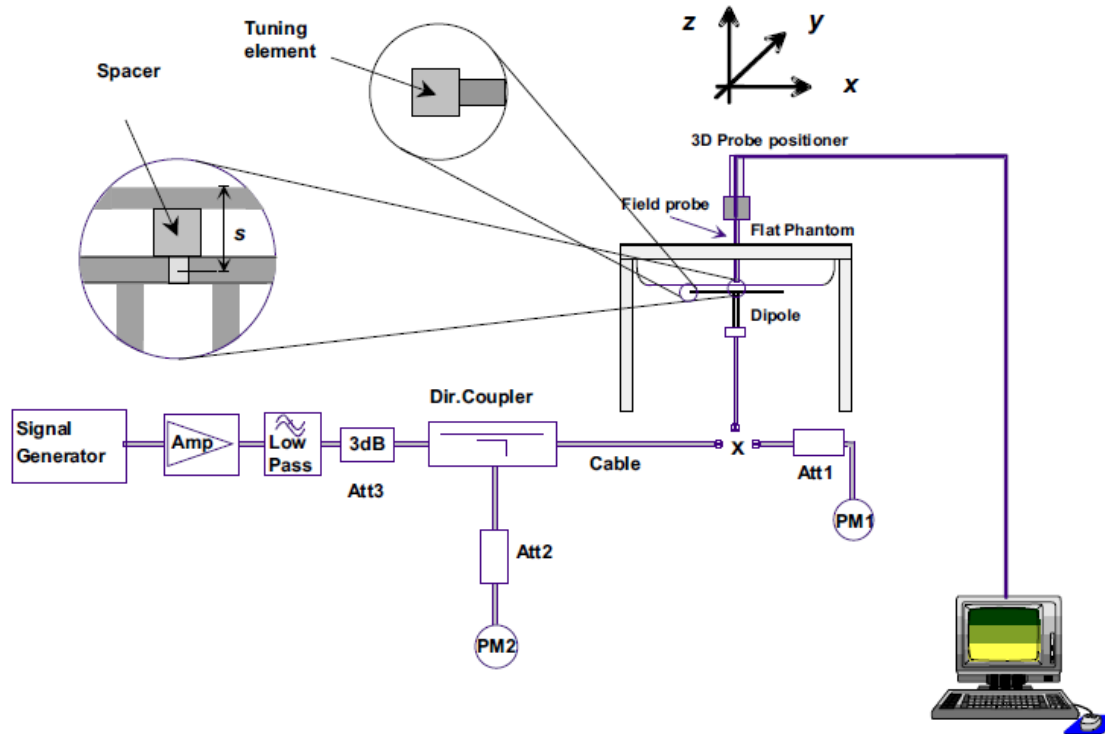 Tuning
element
z
y
x
Spacer
s
3D Probe positioner
Field probe
Flat Phantom
Dipole
Dir.Coupler
Signal
Generator
Amp
Low
Pass
3dB
Att3
Cable
X
Att1
PM1
Att2
PM2